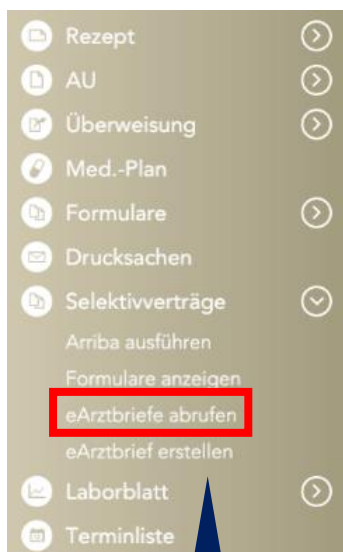 Rezept
AU
Überweisung
Med.-Plan
Formulare
Drucksachen
Selektivverträge
Arriba ausführen
Formulare anzeigen
eArztbriefe abrufen
eArztbrief erstellen
Laborblatt
Terminliste